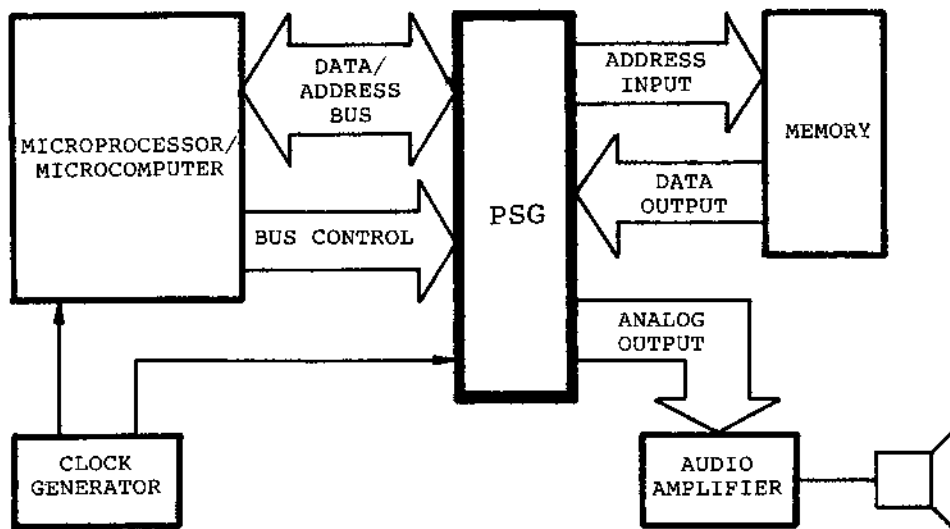 DATA/
ADDRESS
BUS
ADDRESS
INPUT
MICROPROCESSOR/
MICROCOMPUTER
MEMORY
DATA
OUTPUT
PSG
BUS CONTROL
ANALOG
OUTPUT
CLOCK
GENERATOR
AUDIO
AMPLIFIER